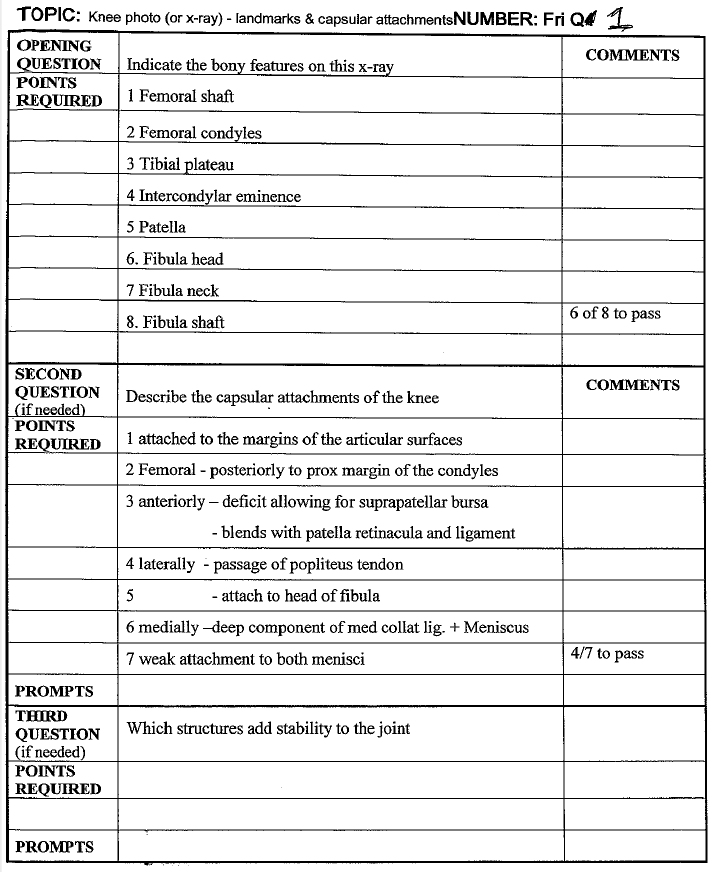 TOPIC: Knee photo (or x-ray) - landmarks & capsular attachments NUMBER: Fri Q 1
OPENING QUESTION
Indicate the bony features on this x-ray
COMMENTS
POINTS REQUIRED
1 Femoral shaft
2 Femoral condyles
3 Tibial plateau
4 Intercondylar eminence
5 Patella
6. Fibula head
7 Fibula neck
8. Fibula shaft
6 of 8 to pass
SECOND QUESTION (if needed)
Describe the capsular attachments of the knee
COMMENTS
POINTS REQUIRED
1 attached to the margins of the articular surfaces
2 Femoral - posteriorly to prox margin of the condyles
3 anteriorly – deficit allowing for suprapatellar bursa
- blends with patella retinacula and ligament
4 laterally - passage of popliteus tendon
5 - attach to head of fibula
6 medially –deep component of med collat lig. + Meniscus
7 weak attachment to both menisci
4/7 to pass
PROMPTS
THIRD QUESTION (if needed)
Which structures add stability to the joint
POINTS REQUIRED
PROMPTS